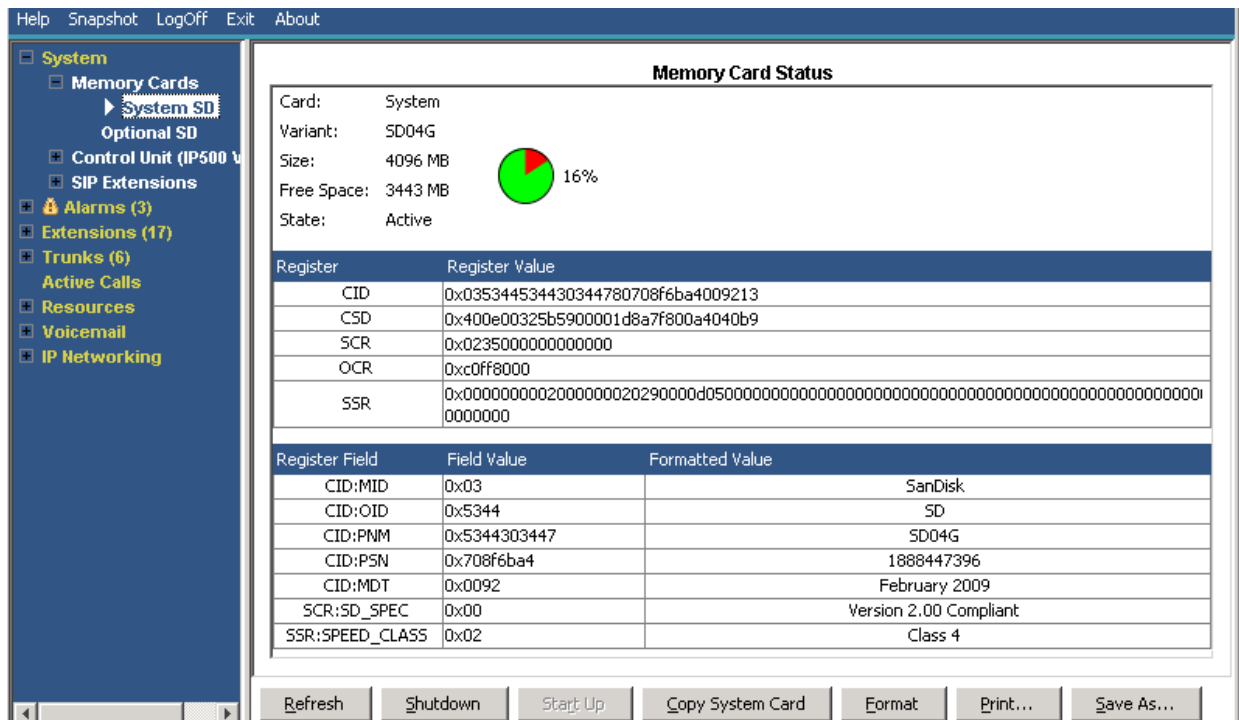 Help Snapshot LogOff Exit About
System
Memory Cards
System SD
Optional SD
Control Unit (IP500 V
SIP Extensions
Alarms (3)
Extensions (17)
Trunks (6)
Active Calls
Resources
Voicemail
IP Networking
Memory Card Status
Card: System
Variant: SD04G
Size: 4096 MB
16%
Free Space: 3443 MB
State: Active
Register Register Value
CID 0x035344534430344780708f6ba4009213
CSD 0x400e00325b5900001d8a7f800a4040b9
SCR 0x0235000000000000
OCR 0xc0ff8000
SSR
0000000
Register Field Field Value Formatted Value
CID:MID 0x03 SanDisk
CID:OID 0x5344 SD
CID:PNM 0x5344303447 SD04G
CID:PSN 0x708f6ba4 1888447396
CID:MDT 0x0092 February 2009
SCR:SD_SPEC 0x00 Version 2.00 Compliant
SSR:SPEED_CLASS 0x02 Class 4
Refresh Shutdown Start Up Copy System Card Format Print... Save As...